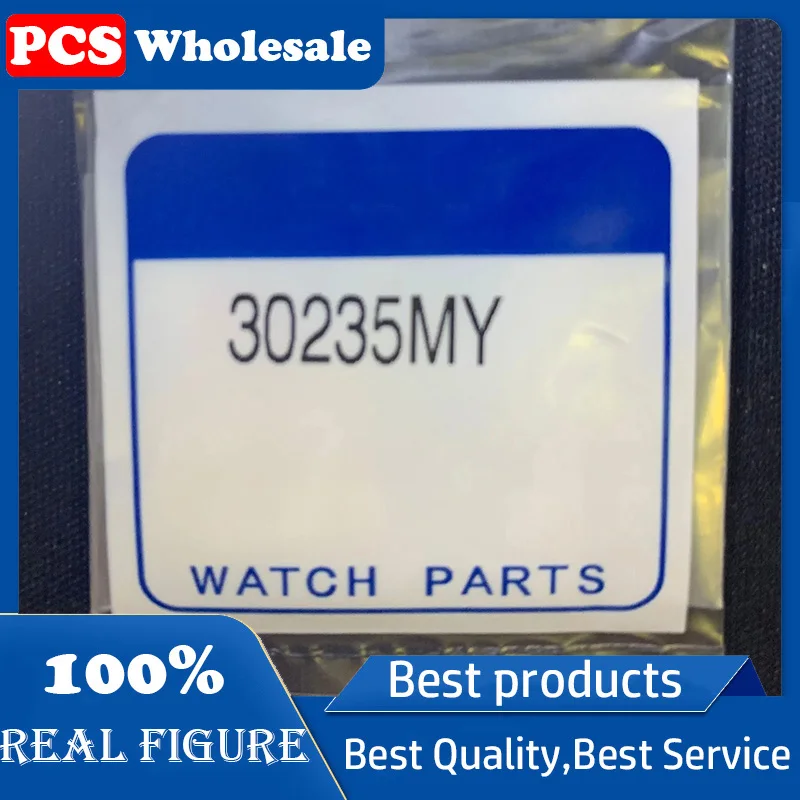 PCS Wholesale
30235MY
WATCH PARTS
100%
REAL FIGURE
Best products
Best Quality,Best Service